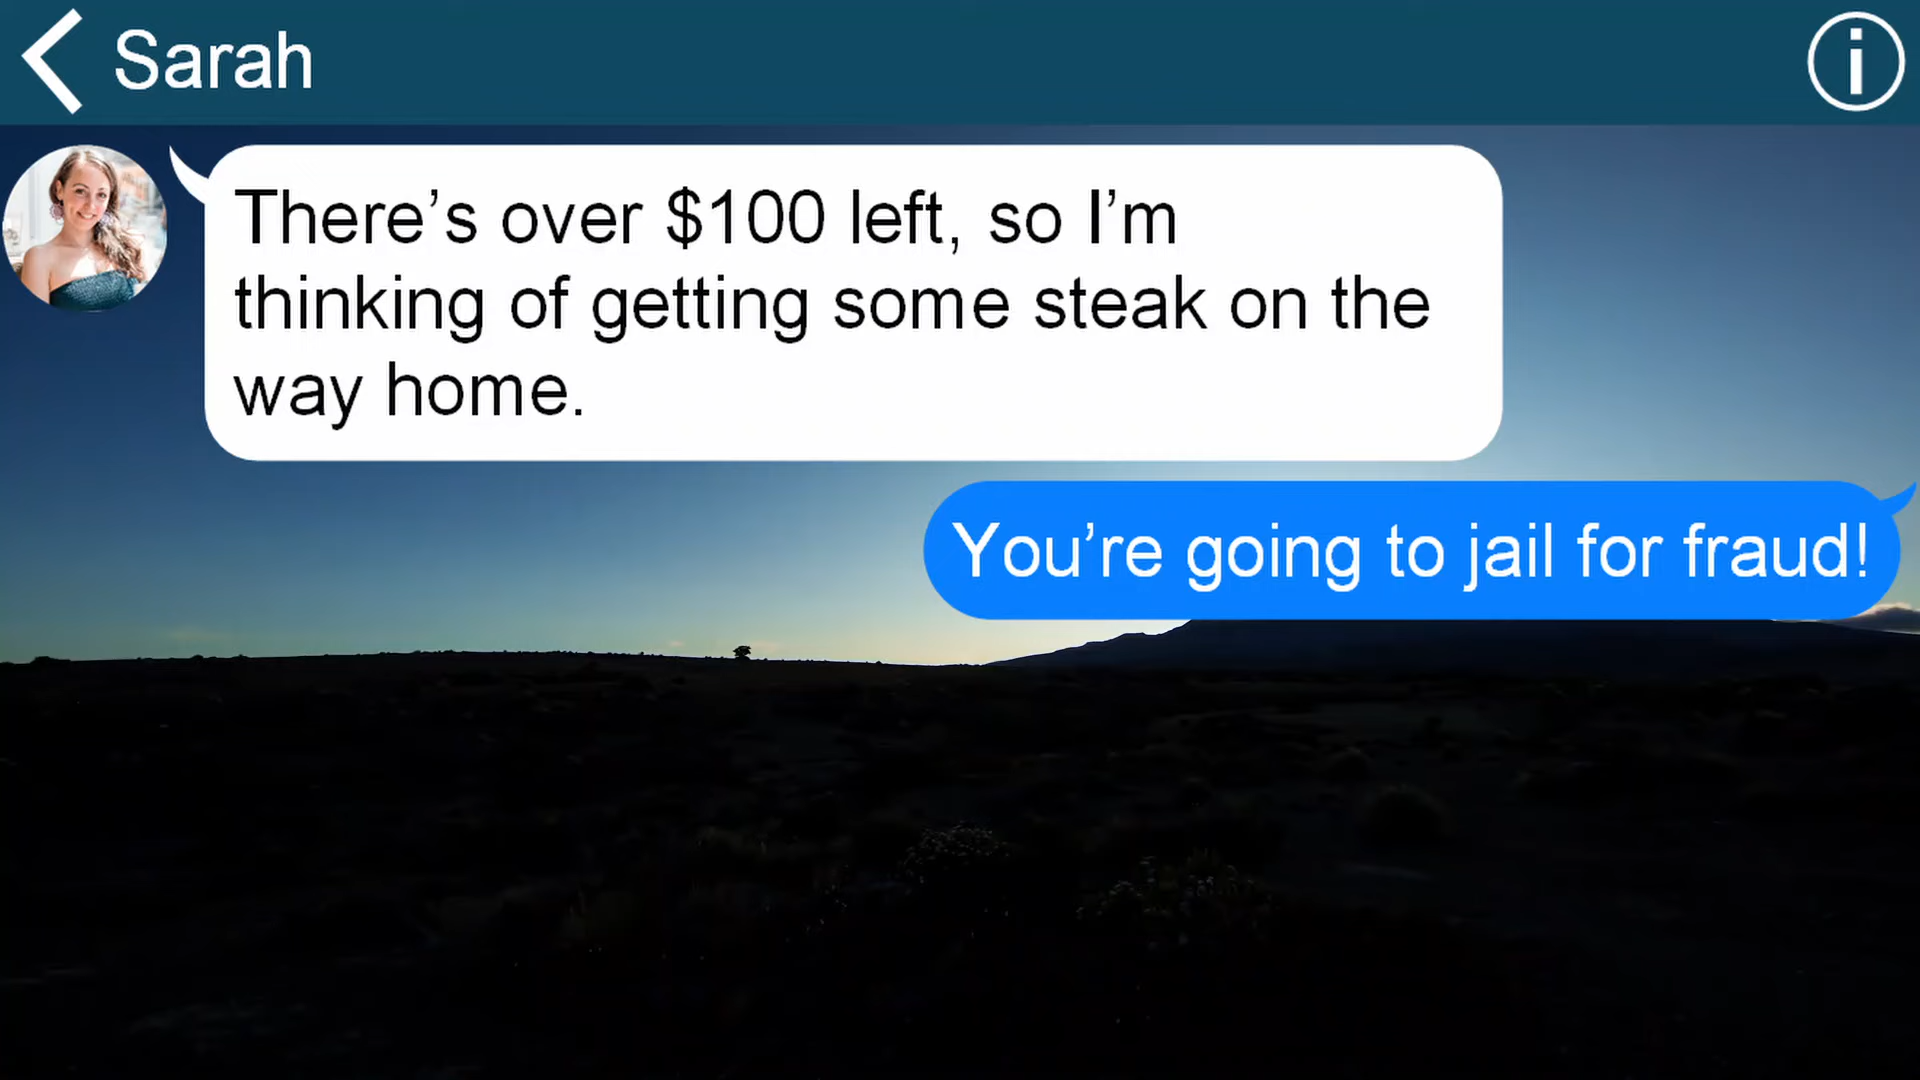 Sarah
There’s over $100 left, so I’m
thinking of getting some steak on the
way home.
You’re going to jail for fraud!